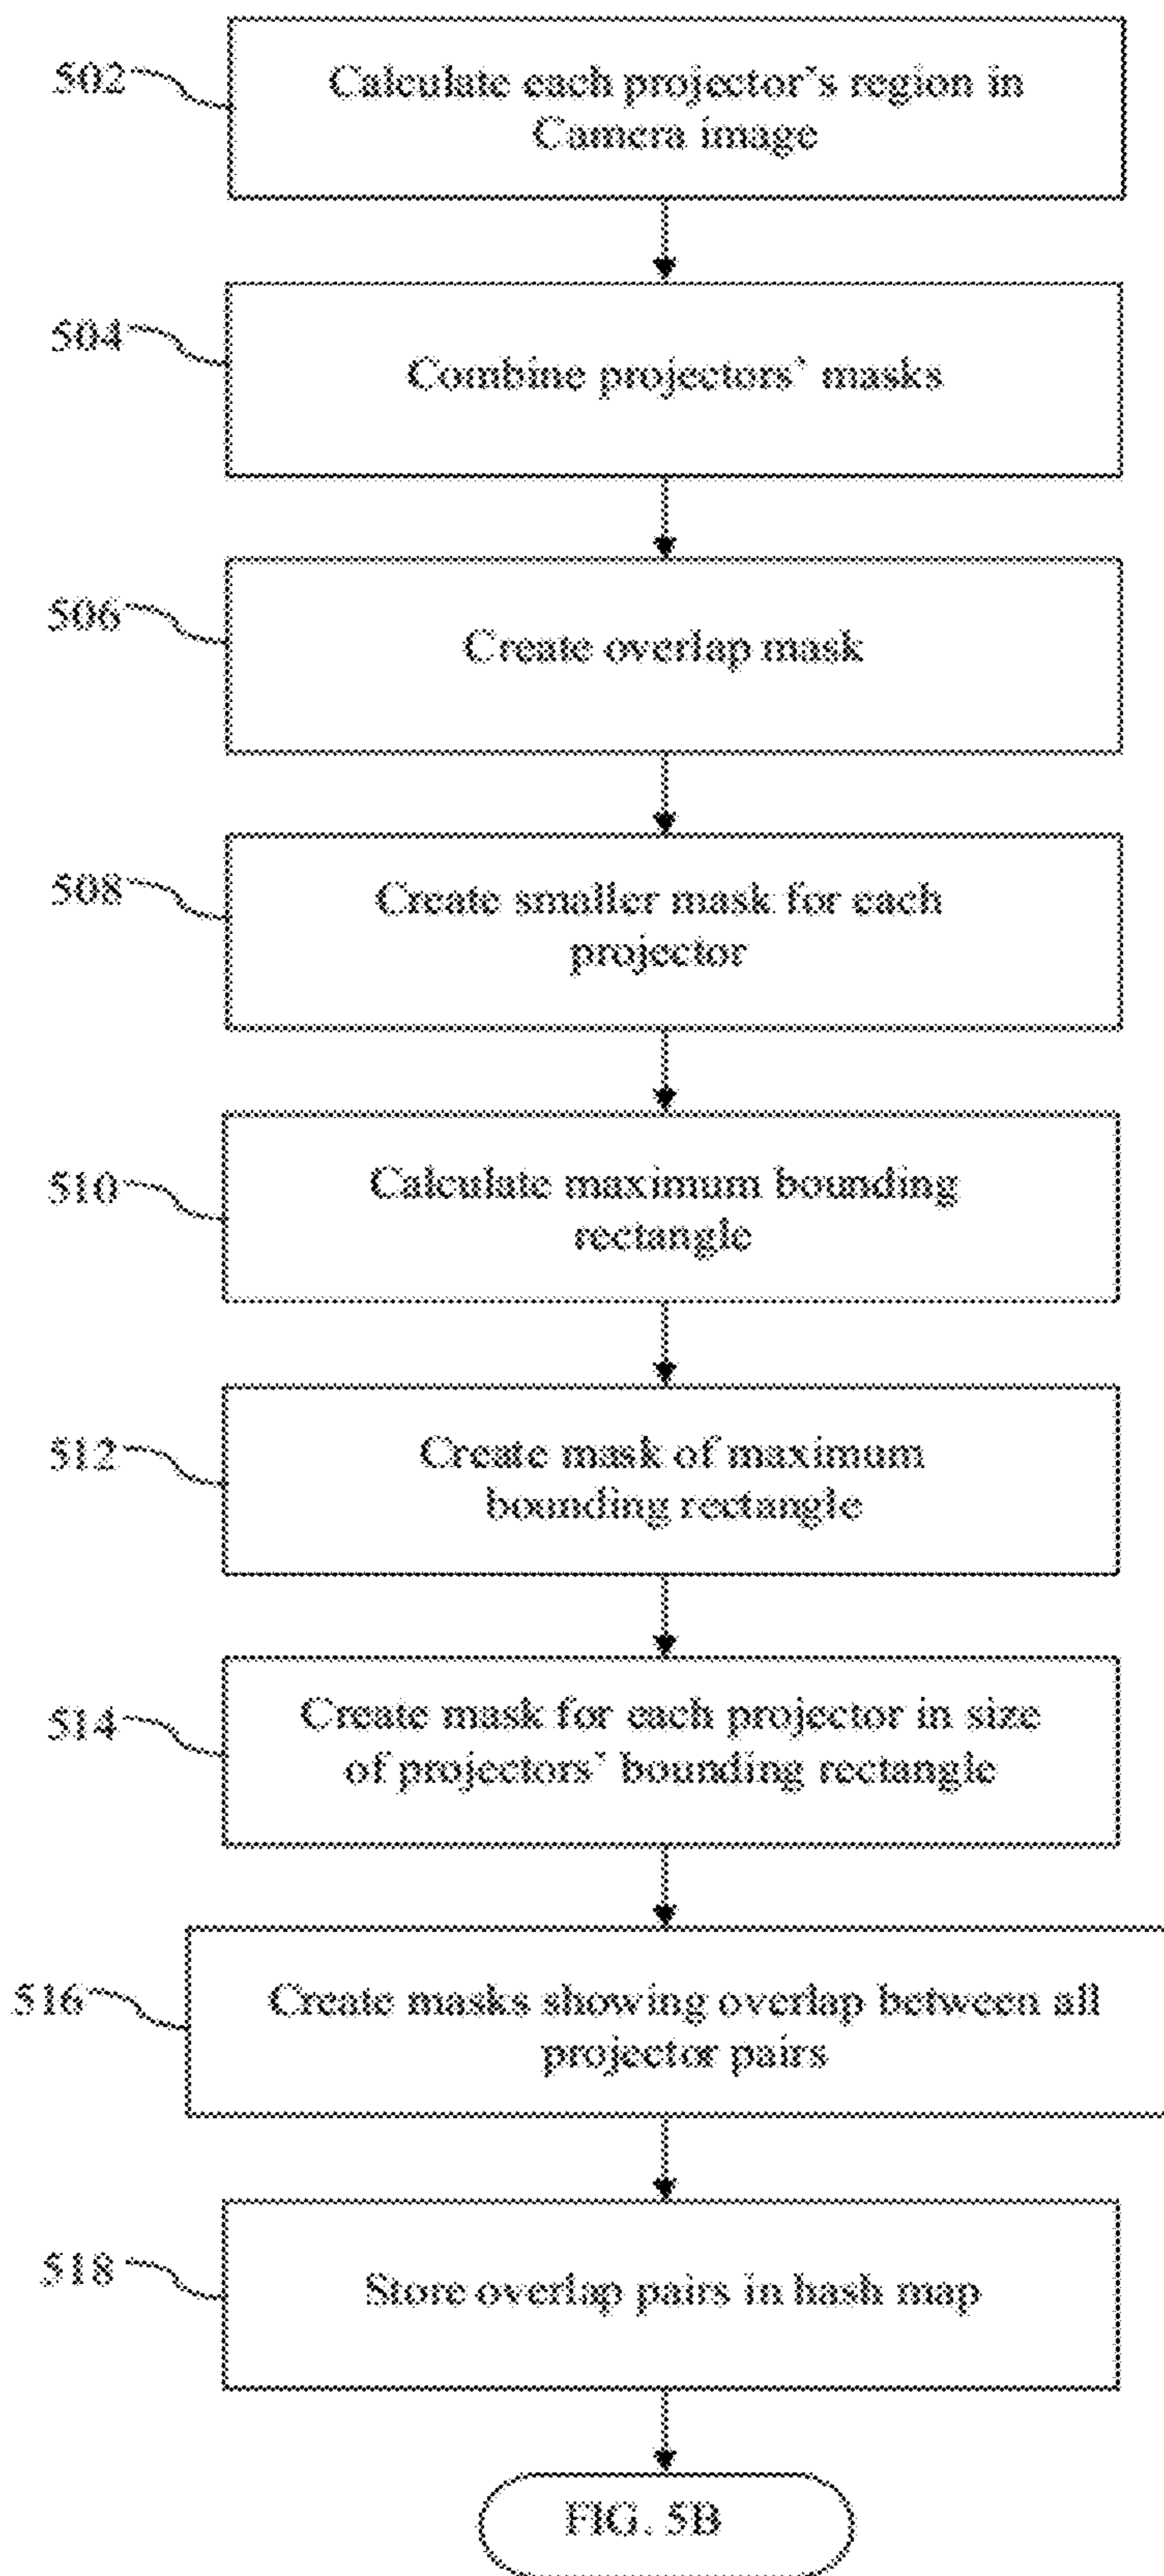 502
Calculate each projector's region in
Camera image
504
Combine projectors' masks
506
Create overlap mask
508
Create smaller mask for each
projector
510
Calculate maximum bounding
rectangle
512
Create mask of maximum
bounding rectangle
514
Create mask for each projector in size
of projectors' bounding rectangle
516
Create masks showing overlap between all
projector pairs
518
Store overlap pairs in hash map
FIG. 5B